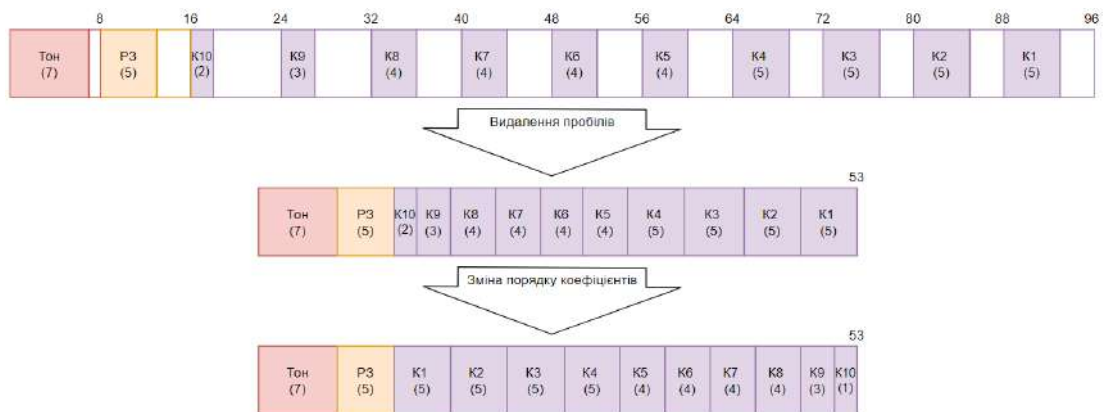 8 16 24 32 40 48 56 64 72 80 88 96
Тон РЗ К10 К9 К8 К7 К6 К5 К4 К3 К2 К1
(7) (5) (2) (3) (4) (4) (4) (4) (5) (5) (5) (5)
Видалення пробілів
53
Тон РЗ К10 К9 К8 К7 К6 К5 К4 К3 К2 К1
(7) (5) (2) (3) (4) (4) (4) (4) (5) (5) (5) (5)
Зміна порядку коефіцієнтів
53
Тон РЗ К1 К2 К3 К4 К5 К6 К7 К8 К9 К10
(7) (5) (5) (5) (5) (5) (4) (4) (4) (4) (3) (1)